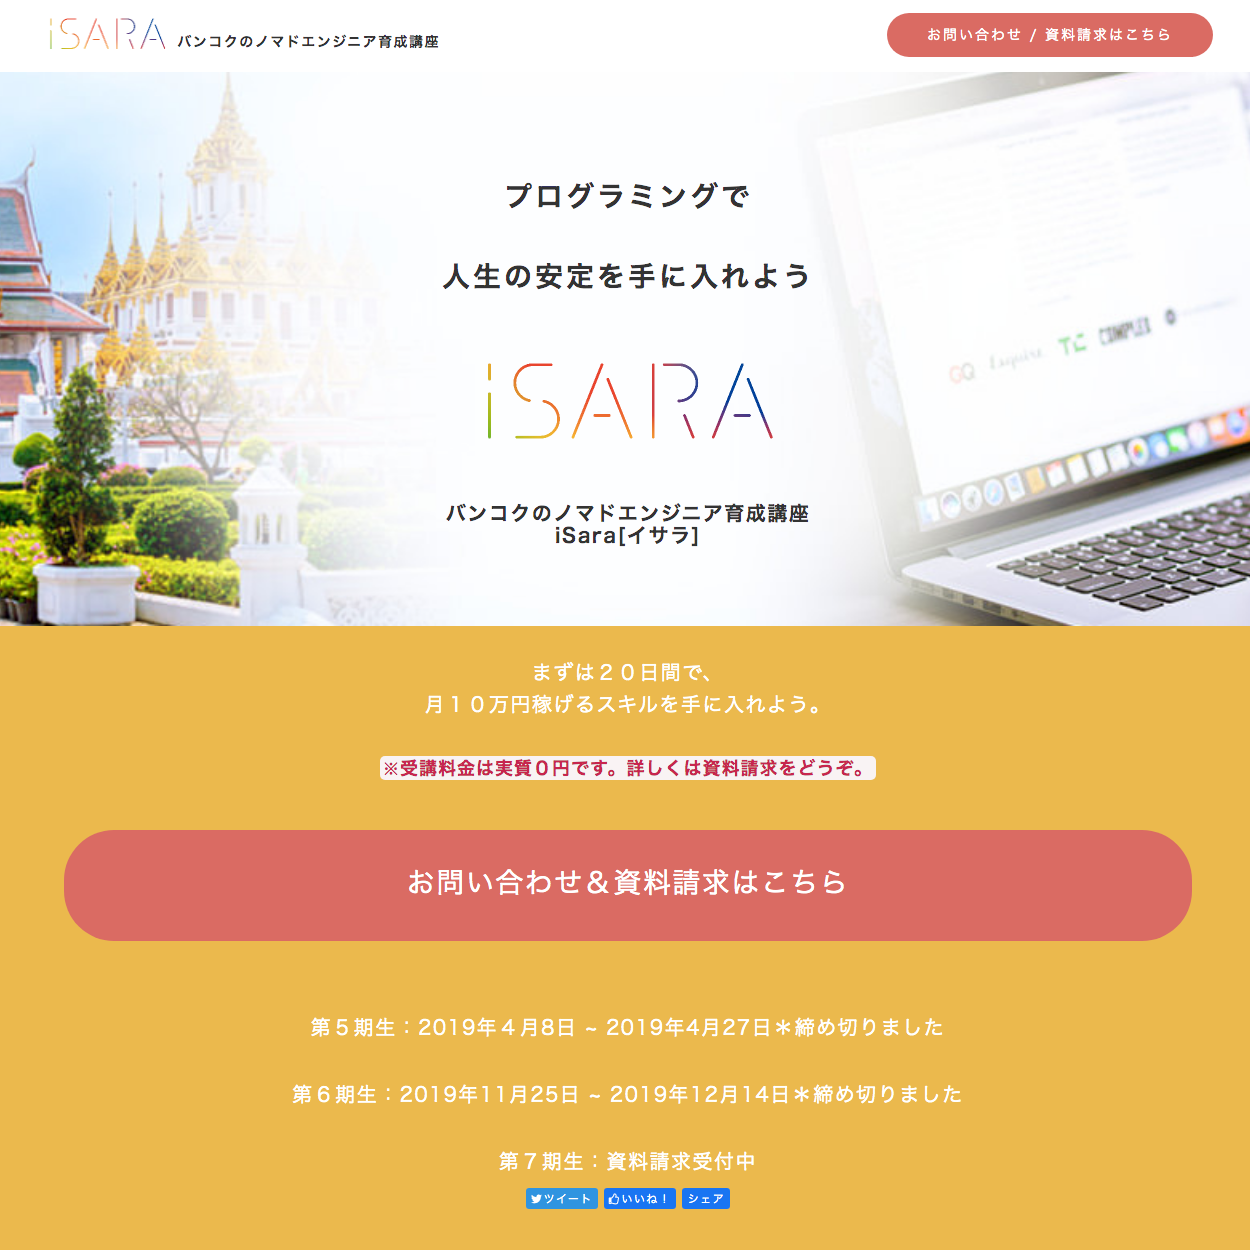 iSARA バンコクのノマドエンジニア育成講座
お問い合わせ / 資料請求はこちら
プログラミングで
人生の安定を手に入れよう
iSARA
GQ Esquire. TC COMPLEX
バンコクのノマドエンジニア育成講座
iSara[イサラ]
まずは２０日間で、
月１０万円稼げるスキルを手に入れよう。
※受講料金は実質０円です。詳しくは資料請求をどうぞ。
お問い合わせ＆資料請求はこちら
第５期生：2019年４月8日 ~ 2019年4月27日＊締め切りました
第６期生：2019年11月25日 ~ 2019年12月14日＊締め切りました
第７期生：資料請求受付中
ツイート いいね！ シェア